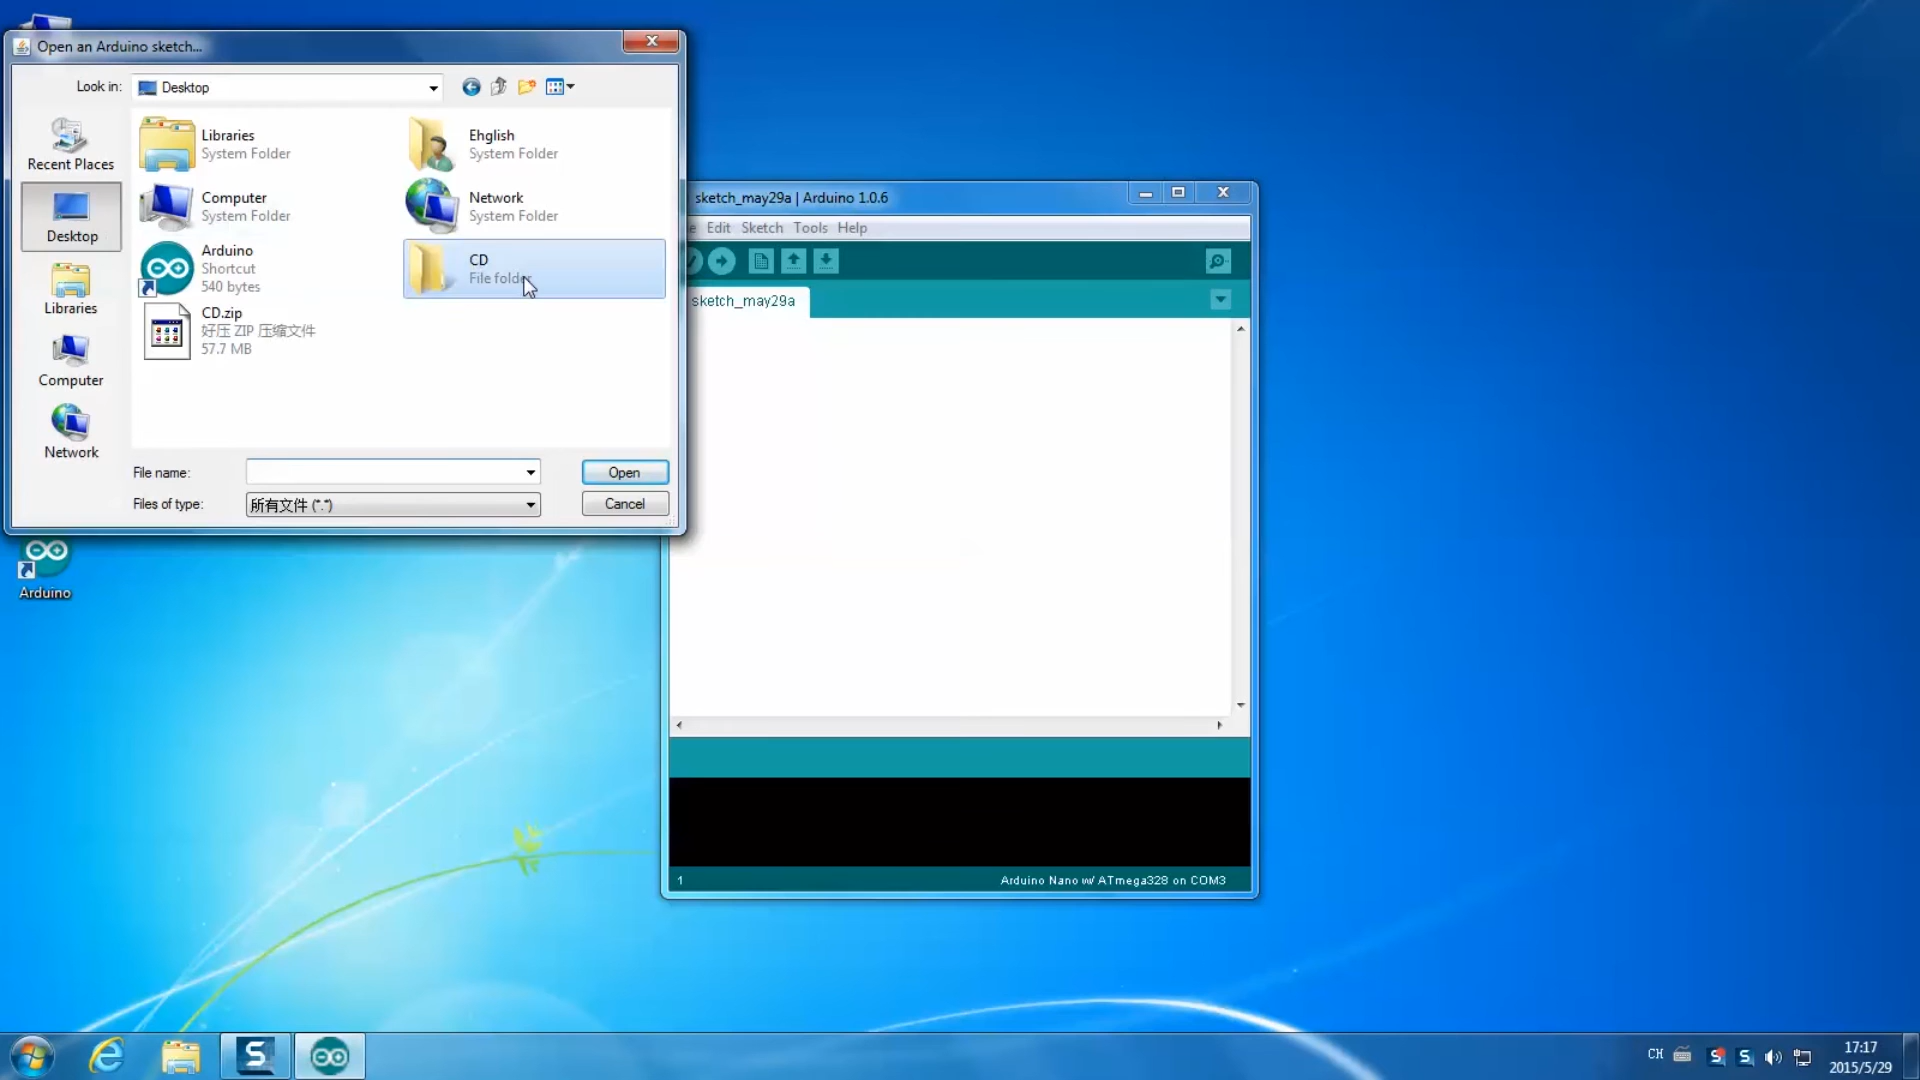 Open an Arduino sketch...
Look in:
Desktop
Recent Places
Desktop
Libraries
Computer
Network
Libraries
System Folder
Ehglish
System Folder
Computer
System Folder
Network
System Folder
Arduino
Shortcut
540 bytes
CD
File folder
CD.zip
好压 ZIP 压缩文件
57.7 MB
File name:
Open
Files of type:
所有文件 (*.*)
Cancel
sketch_may29a | Arduino 1.0.6
Edit Sketch Tools Help
sketch_may29a
1
Arduino Nano w/ ATmega328 on COM3
Arduino
CH
17:17
2015/5/29